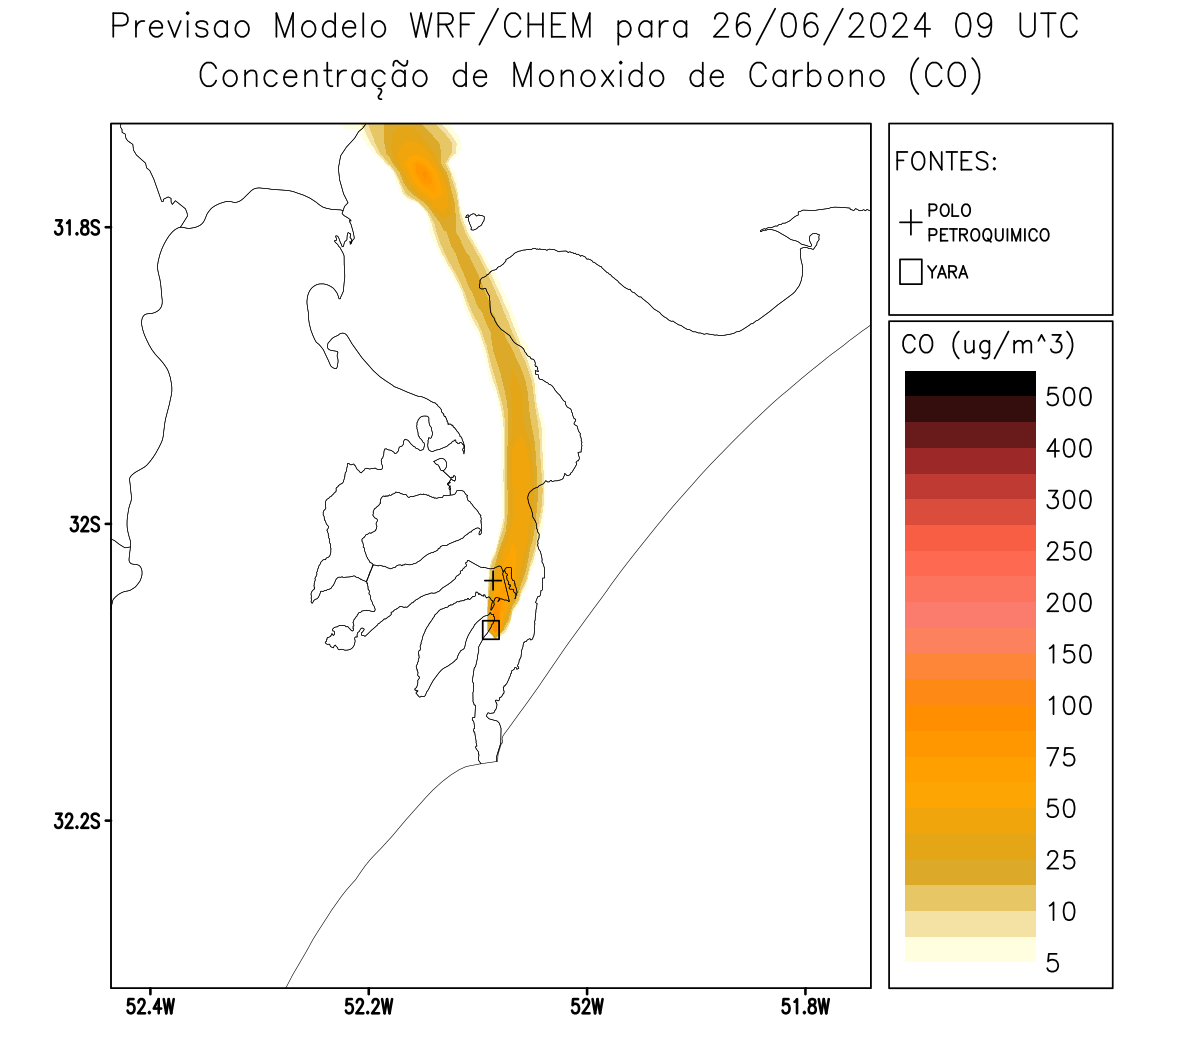 Previsao Modelo WRF/CHEM para 26/06/2024 09 UTC
Concentração de Monoxido de Carbono (CO)
FONTES:
POLO
PETROQUIMICO
YARA
31.8S
32S
32.2S
52.4W
52.2W
52W
51.8W
CO (ug/m^3)
500
400
300
250
200
150
100
75
50
25
10
5